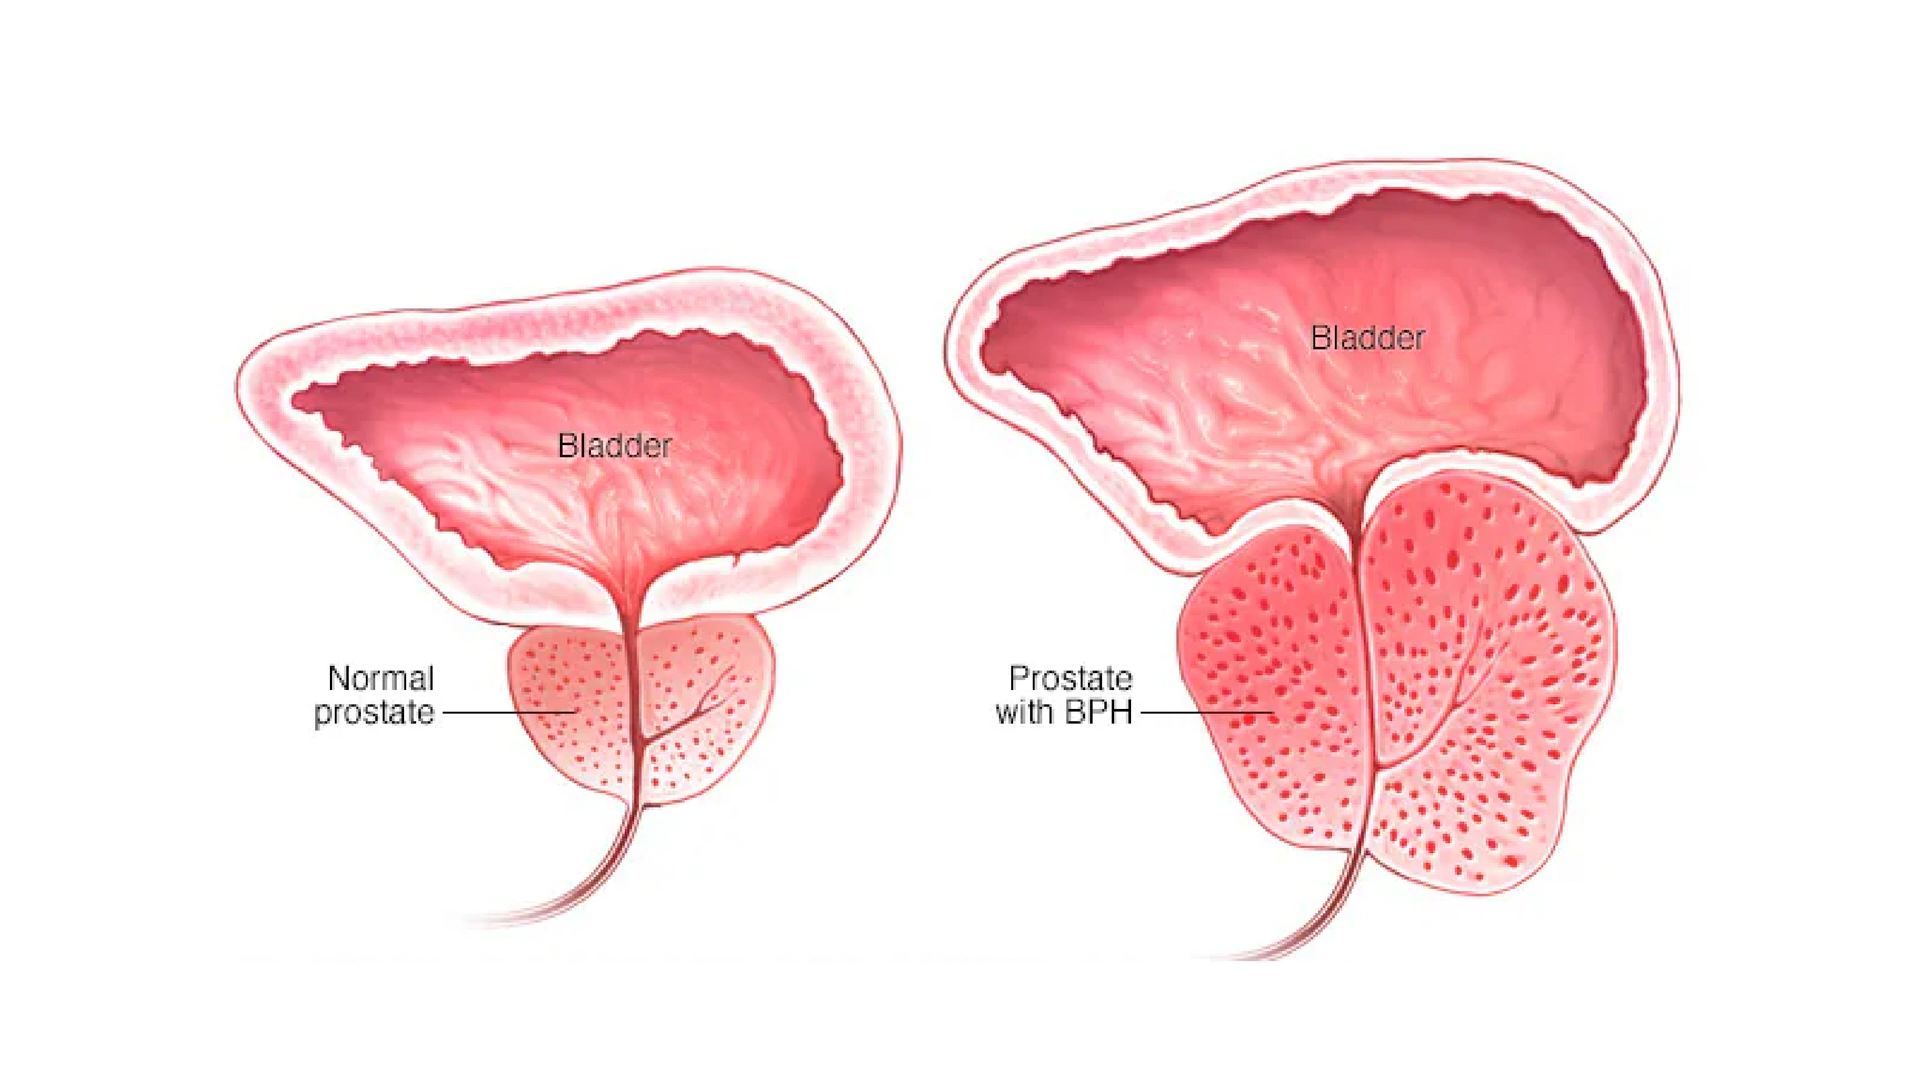 Bladder
Normal
prostate
Bladder
Prostate
with BPH